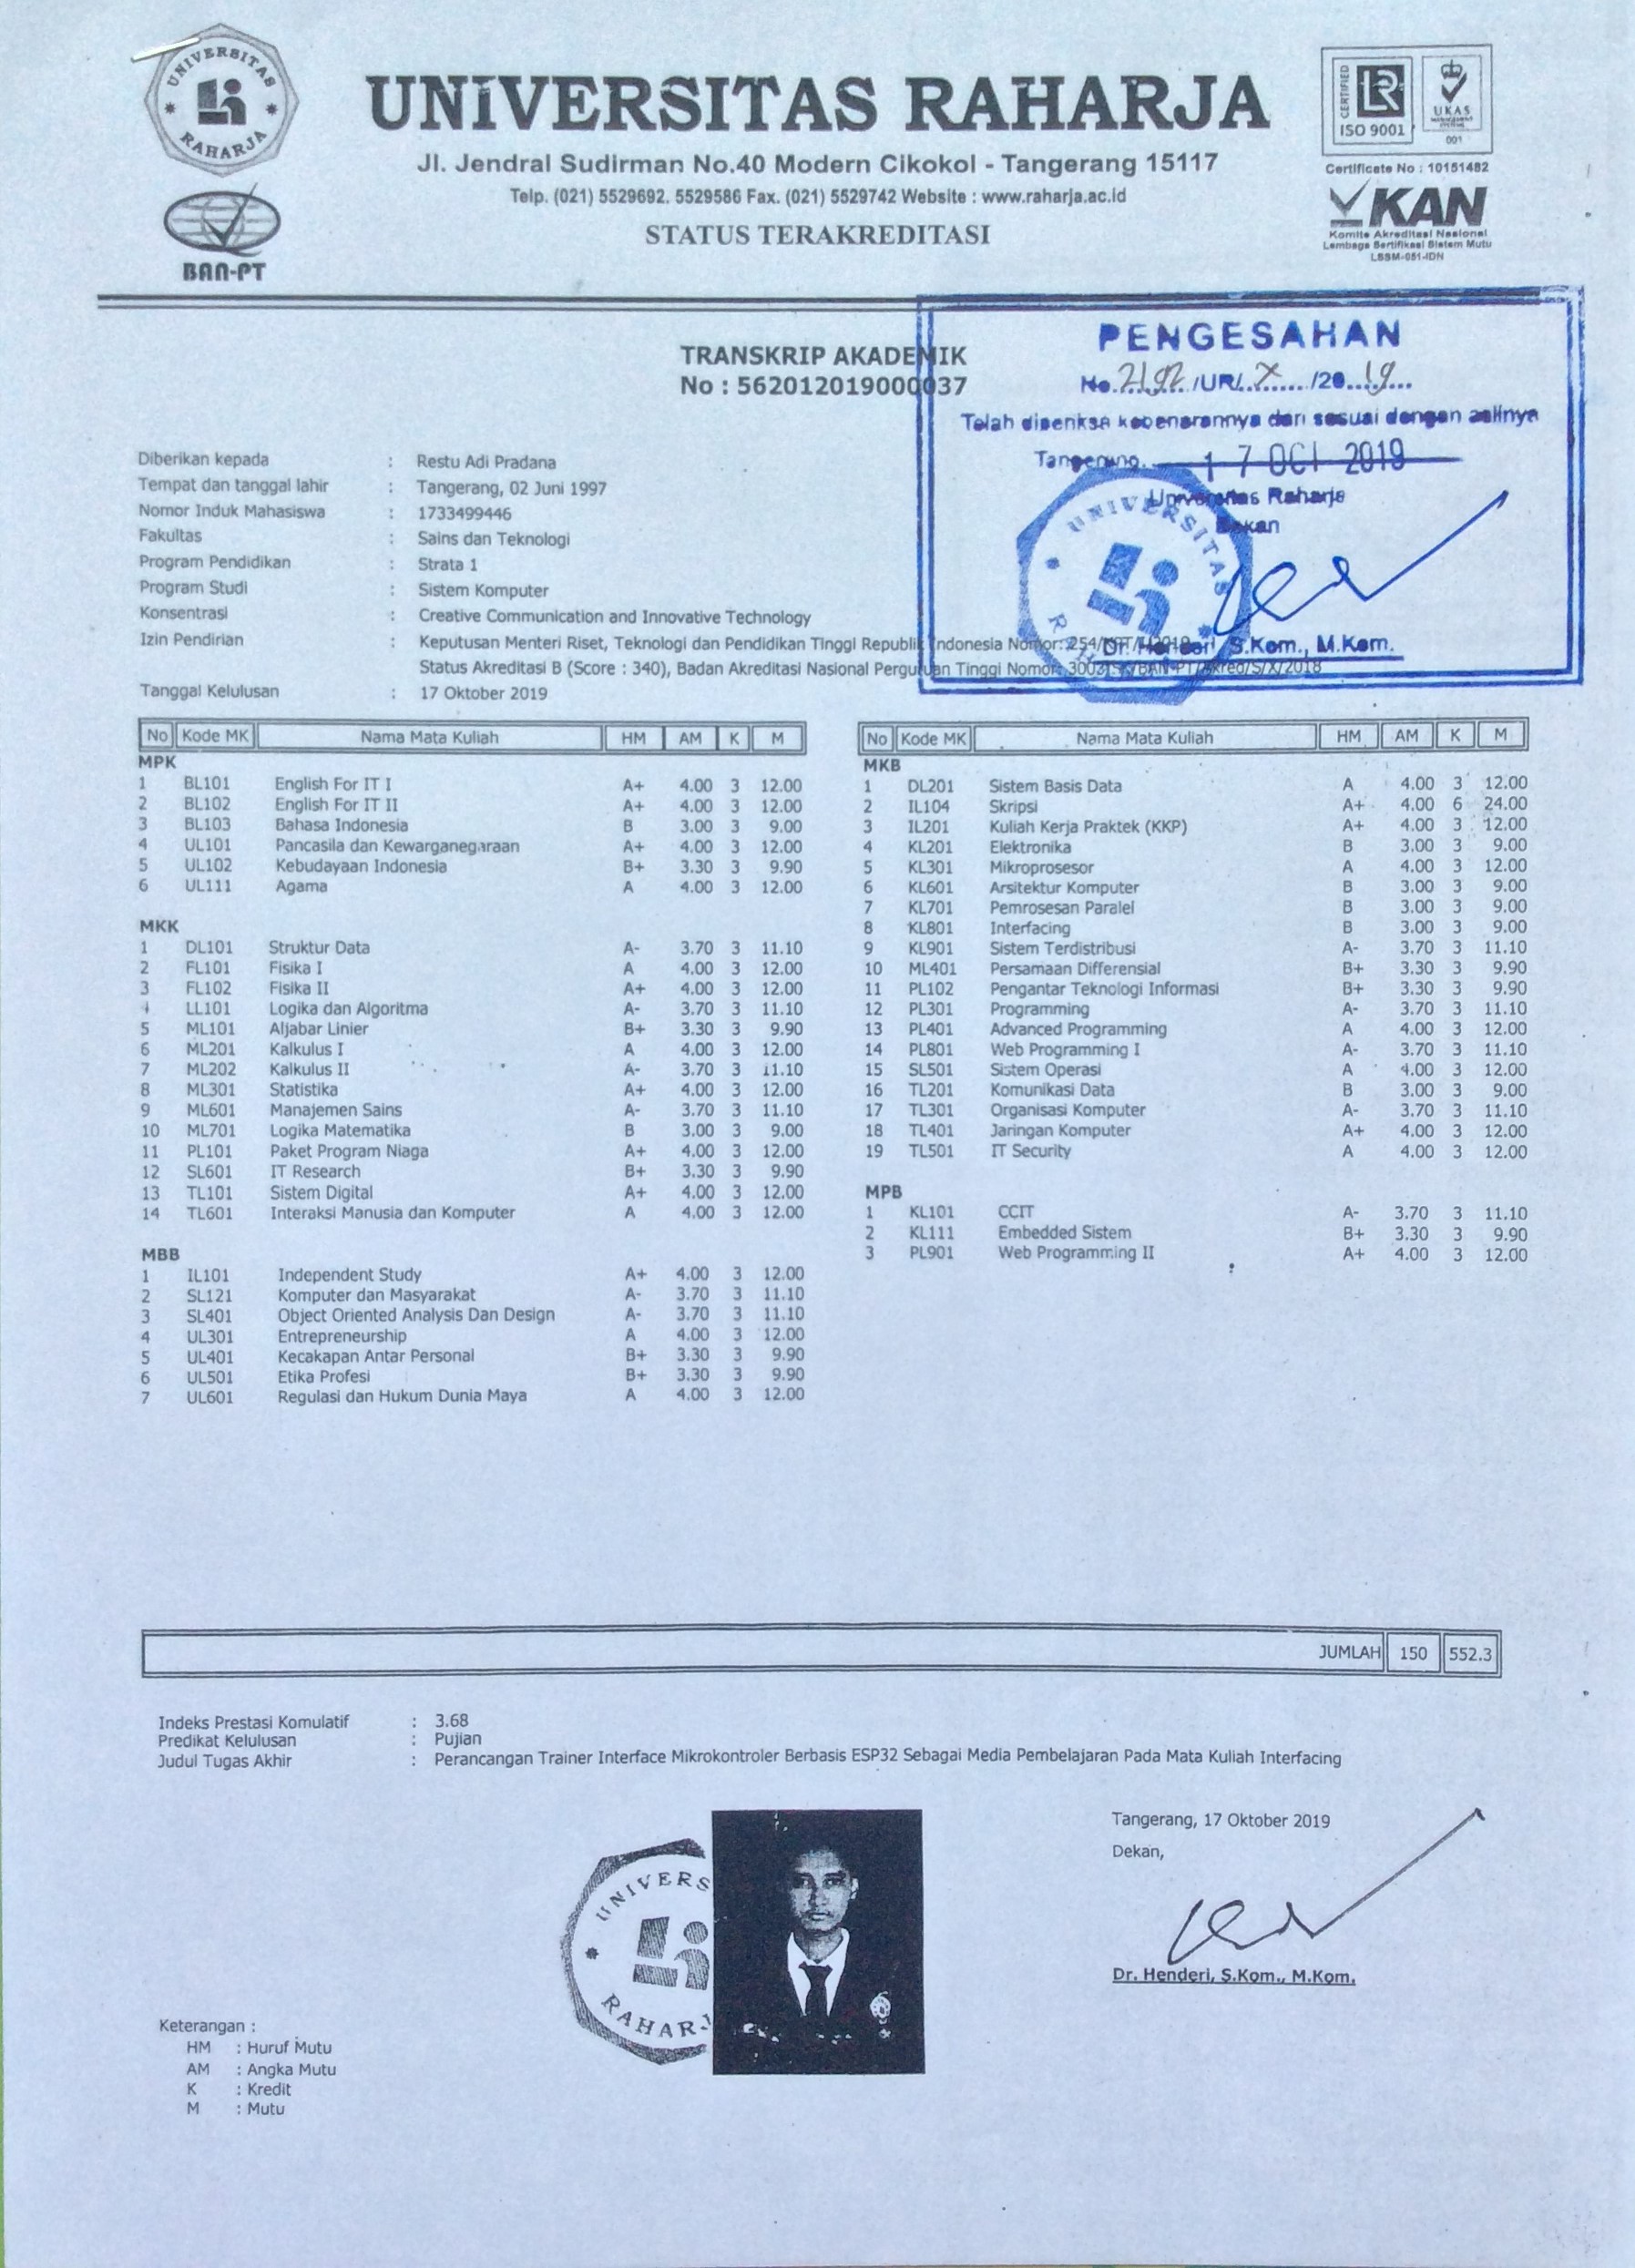 UNIVERSITAS
RAHARJA
BAN-PT
UNIVERSITAS RAHARJA
Jl. Jendral Sudirman No.40 Modern Cikokol - Tangerang 15117
Telp. (021) 5529692. 5529586 Fax. (021) 5529742 Website : www.raharja.ac.id
STATUS TERAKREDITASI
CERTIFIED
LR
ISO 9001
UKAS
MANAGEMENT
SYSTEMS
001
Certificate No : 10151482
KAN
Komite Akreditasi Nasional
Lembaga Sertifikasi Sistem Mutu
LSSM-051-IDN
TRANSKRIP AKADEMIK
No : 562012019000037
PENGESAHAN
No. 2192 /UR/ X /20 19
Telah diperiksa kebenarannya dan sesuai dengan aslinya
Tangerang, 17 OCT 2019
Universitas Raharja
Dekan
UNIVERSITAS
Dr. Henderi, S.Kom., M.Kom.
Diberikan kepada : Restu Adi Pradana
Tempat dan tanggal lahir : Tangerang, 02 Juni 1997
Nomor Induk Mahasiswa : 1733499446
Fakultas : Sains dan Teknologi
Program Pendidikan : Strata 1
Program Studi : Sistem Komputer
Konsentrasi : Creative Communication and Innovative Technology
Izin Pendirian : Keputusan Menteri Riset, Teknologi dan Pendidikan Tinggi Republik Indonesia Nomor: 254/KPT/I/2018
Status Akreditasi B (Score : 340), Badan Akreditasi Nasional Perguruan Tinggi Nomor: /BAN-PT/Akred/S/X/2018
Tanggal Kelulusan : 17 Oktober 2019
No Kode MK Nama Mata Kuliah HM AM K M
MPK
1 BL101 English For IT I A+ 4.00 3 12.00
2 BL102 English For IT II A+ 4.00 3 12.00
3 BL103 Bahasa Indonesia B 3.00 3 9.00
4 UL101 Pancasila dan Kewarganegaraan A+ 4.00 3 12.00
5 UL102 Kebudayaan Indonesia B+ 3.30 3 9.90
6 UL111 Agama A 4.00 3 12.00
MKK
1 DL101 Struktur Data A- 3.70 3 11.10
2 FL101 Fisika I A 4.00 3 12.00
3 FL102 Fisika II A+ 4.00 3 12.00
4 LL101 Logika dan Algoritma A- 3.70 3 11.10
5 ML101 Aljabar Linier B+ 3.30 3 9.90
6 ML201 Kalkulus I A 4.00 3 12.00
7 ML202 Kalkulus II A- 3.70 3 11.10
8 ML301 Statistika A+ 4.00 3 12.00
9 ML601 Manajemen Sains A- 3.70 3 11.10
10 ML701 Logika Matematika B 3.00 3 9.00
11 PL101 Paket Program Niaga A+ 4.00 3 12.00
12 SL601 IT Research B+ 3.30 3 9.90
13 TL101 Sistem Digital A+ 4.00 3 12.00
14 TL601 Interaksi Manusia dan Komputer A 4.00 3 12.00
MBB
1 IL101 Independent Study A+ 4.00 3 12.00
2 SL121 Komputer dan Masyarakat A- 3.70 3 11.10
3 SL401 Object Oriented Analysis Dan Design A- 3.70 3 11.10
4 UL301 Entrepreneurship A 4.00 3 12.00
5 UL401 Kecakapan Antar Personal B+ 3.30 3 9.90
6 UL501 Etika Profesi B+ 3.30 3 9.90
7 UL601 Regulasi dan Hukum Dunia Maya A 4.00 3 12.00
No Kode MK Nama Mata Kuliah HM AM K M
MKB
1 DL201 Sistem Basis Data A 4.00 3 12.00
2 IL104 Skripsi A+ 4.00 6 24.00
3 IL201 Kuliah Kerja Praktek (KKP) A+ 4.00 3 12.00
4 KL201 Elektronika B 3.00 3 9.00
5 KL301 Mikroprosesor A 4.00 3 12.00
6 KL601 Arsitektur Komputer B 3.00 3 9.00
7 KL701 Pemrosesan Paralel B 3.00 3 9.00
8 KL801 Interfacing B 3.00 3 9.00
9 KL901 Sistem Terdistribusi A- 3.70 3 11.10
10 ML401 Persamaan Differensial B+ 3.30 3 9.90
11 PL102 Pengantar Teknologi Informasi B+ 3.30 3 9.90
12 PL301 Programming A- 3.70 3 11.10
13 PL401 Advanced Programming A 4.00 3 12.00
14 PL801 Web Programming I A- 3.70 3 11.10
15 SL501 Sistem Operasi A 4.00 3 12.00
16 TL201 Komunikasi Data B 3.00 3 9.00
17 TL301 Organisasi Komputer A- 3.70 3 11.10
18 TL401 Jaringan Komputer A+ 4.00 3 12.00
19 TL501 IT Security A 4.00 3 12.00
MPB
1 KL101 CCIT A- 3.70 3 11.10
2 KL111 Embedded Sistem B+ 3.30 3 9.90
3 PL901 Web Programming II A+ 4.00 3 12.00
JUMLAH 150 552.3
Indeks Prestasi Komulatif : 3.68
Predikat Kelulusan : Pujian
Judul Tugas Akhir : Perancangan Trainer Interface Mikrokontroler Berbasis ESP32 Sebagai Media Pembelajaran Pada Mata Kuliah Interfacing
Tangerang, 17 Oktober 2019
Dekan,
UNIVERS
RAHARJ
Dr. Henderi, S.Kom., M.Kom.
Keterangan :
HM : Huruf Mutu
AM : Angka Mutu
K : Kredit
M : Mutu